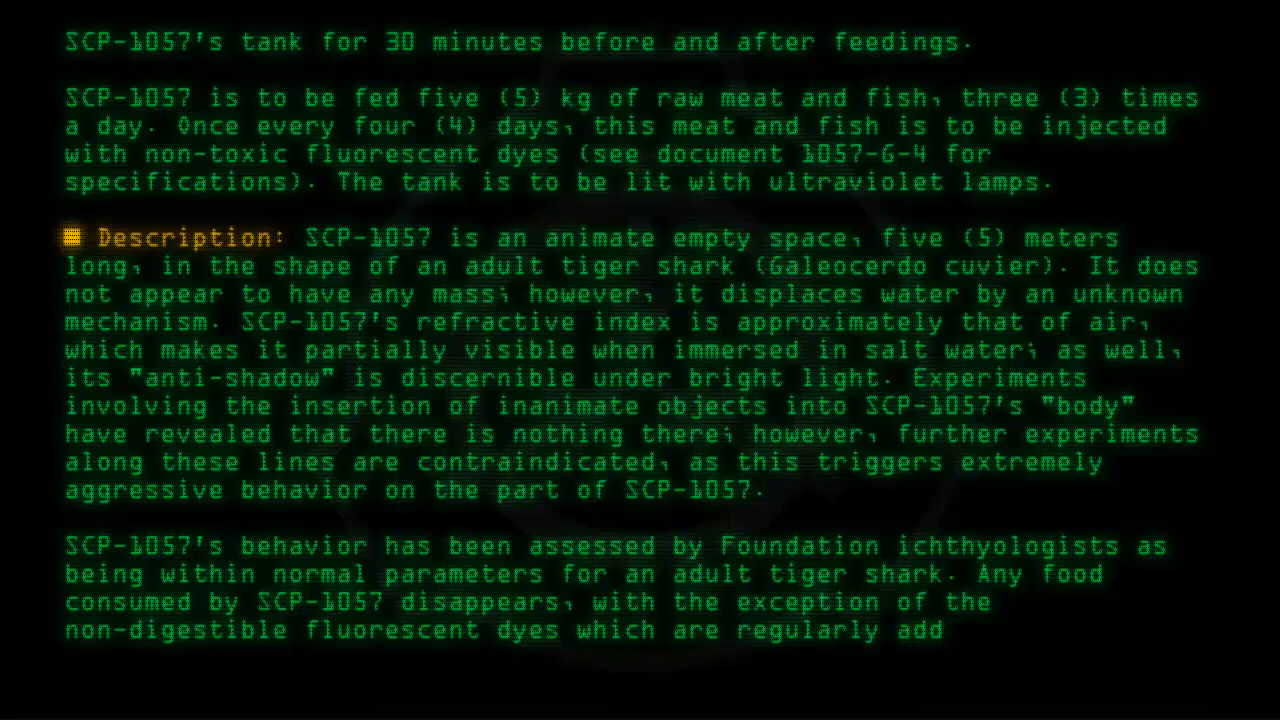 SCP-1057's tank for 30 minutes before and after feedings.
SCP-1057 is to be fed five (5) kg of raw meat and fish, three (3) times
a day. Once every four (4) days, this meat and fish is to be injected
with non-toxic fluorescent dyes (see document 1057-G-4 for
specifications). The tank is to be lit with ultraviolet lamps.
Description: SCP-1057 is an animate empty space, five (5) meters
long, in the shape of an adult tiger shark (Galeocerdo cuvier). It does
not appear to have any mass; however, it displaces water by an unknown
mechanism. SCP-1057's refractive index is approximately that of air,
which makes it partially visible when immersed in salt water; as well,
its "anti-shadow" is discernible under bright light. Experiments
involving the insertion of inanimate objects into SCP-1057's "body"
have revealed that there is nothing there; however, further experiments
along these lines are contraindicated, as this triggers extremely
aggressive behavior on the part of SCP-1057.
SCP-1057's behavior has been assessed by Foundation ichthyologists as
being within normal parameters for an adult tiger shark. Any food
consumed by SCP-1057 disappears, with the exception of the
non-digestible fluorescent dyes which are regularly add